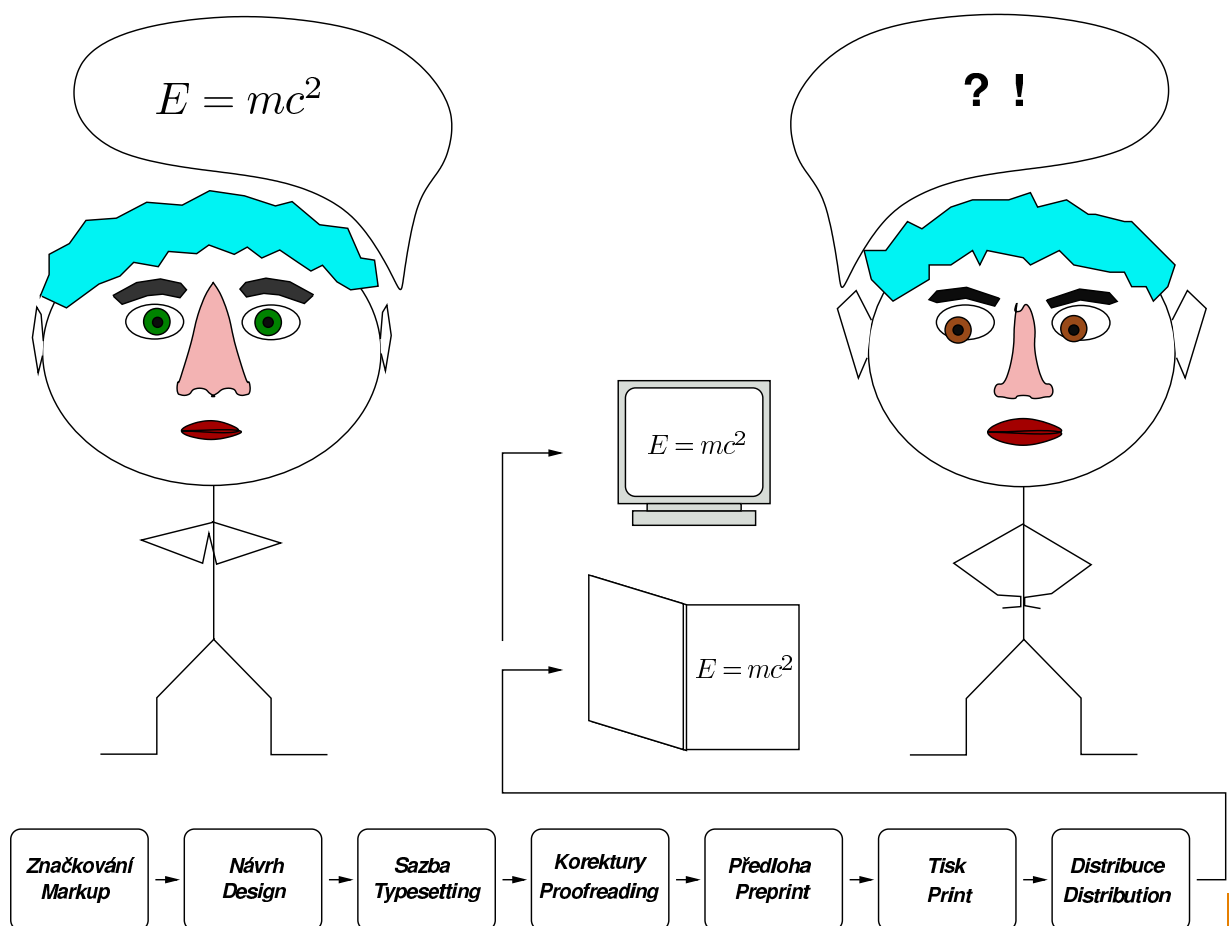 E = mc²
? !
E = mc²
E = mc²
Značkování
Markup
Návrh
Design
Sazba
Typesetting
Korektury
Proofreading
Předloha
Preprint
Tisk
Print
Distribuce
Distribution